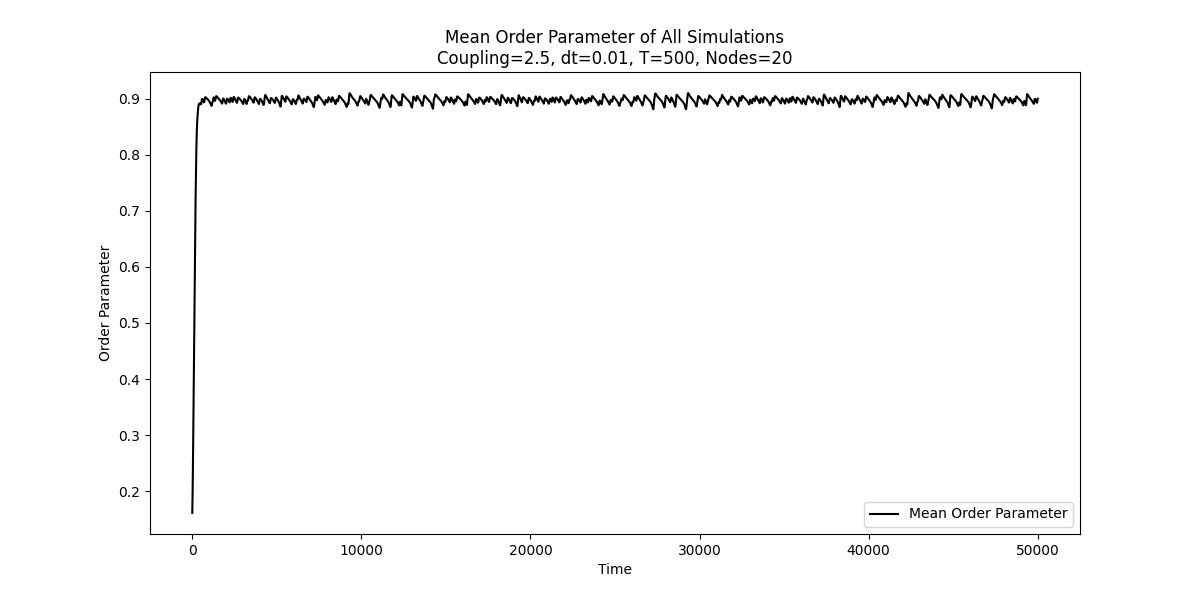 Mean Order Parameter of All Simulations
Coupling=2.5, dt=0.01, T=500, Nodes=20
Order Parameter
0.9
0.8
0.7
0.6
0.5
0.4
0.3
0.2
Mean Order Parameter
0 10000 20000 30000 40000 50000
Time